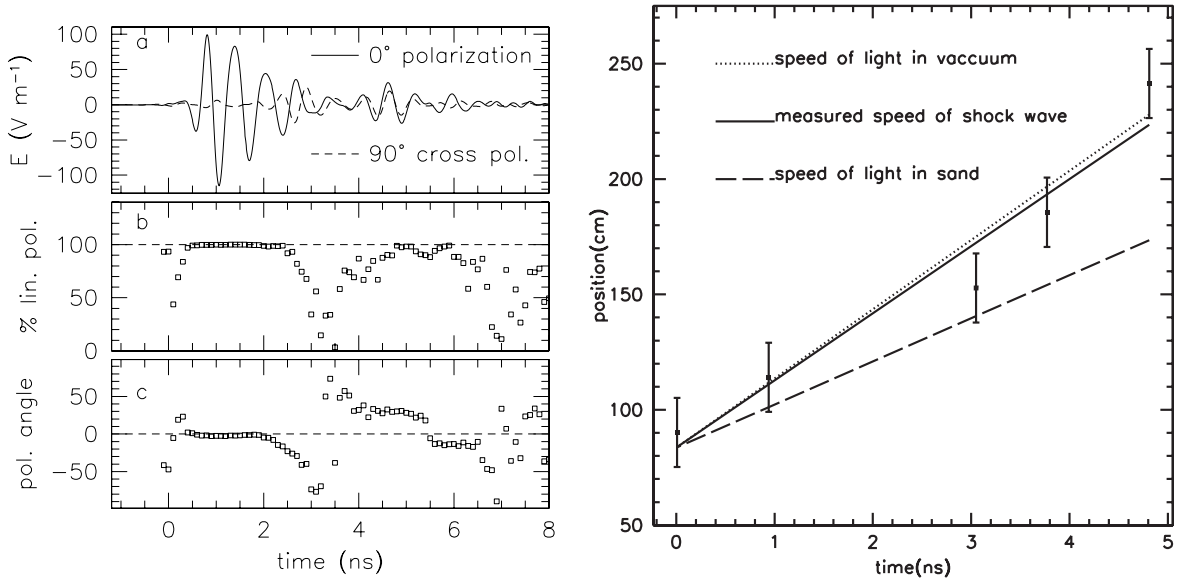 a
0° polarization
90° cross pol.
E (V m⁻¹)
100
50
0
−50
−100
b
% lin. pol.
100
50
0
c
pol. angle
50
0
−50
0 2 4 6 8
time (ns)
speed of light in vaccuum
measured speed of shock wave
speed of light in sand
position(cm)
250
200
150
100
50
0 1 2 3 4 5
time(ns)